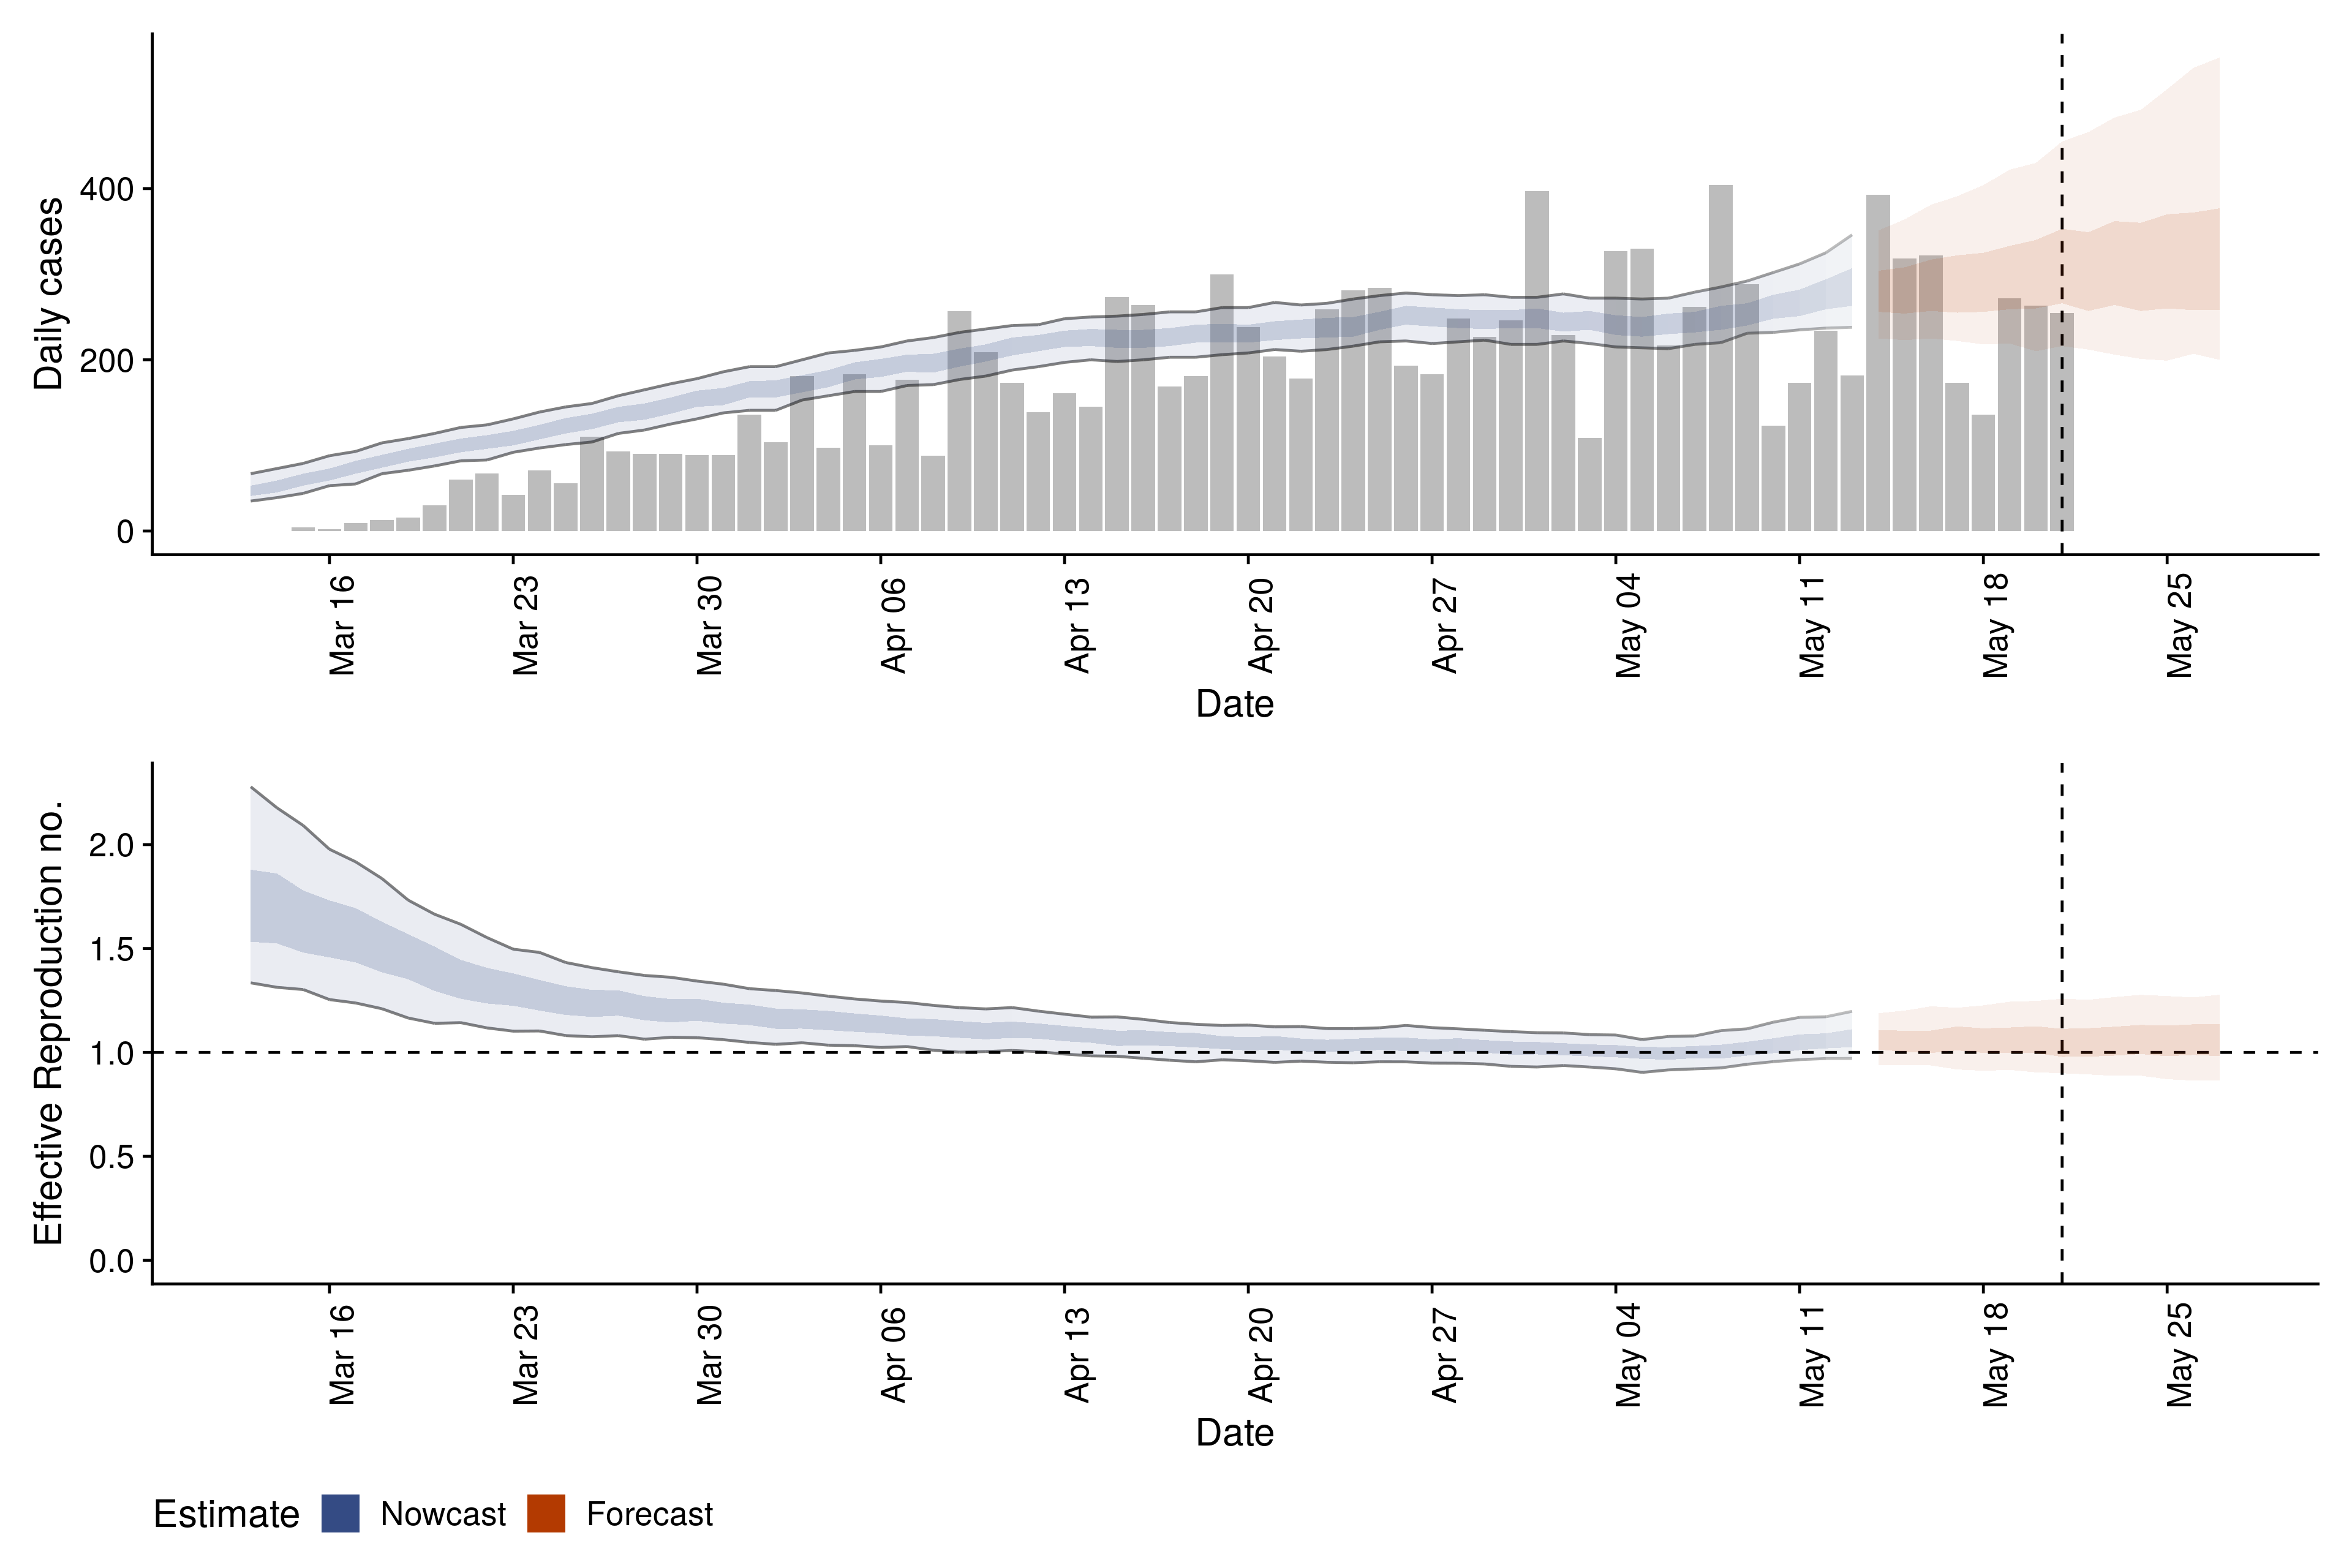 Daily cases
400
200
0
Mar 16 Mar 23 Mar 30 Apr 06 Apr 13 Apr 20 Apr 27 May 04 May 11 May 18 May 25
Date
Effective Reproduction no.
2.0
1.5
1.0
0.5
0.0
Mar 16 Mar 23 Mar 30 Apr 06 Apr 13 Apr 20 Apr 27 May 04 May 11 May 18 May 25
Date
Estimate Nowcast Forecast